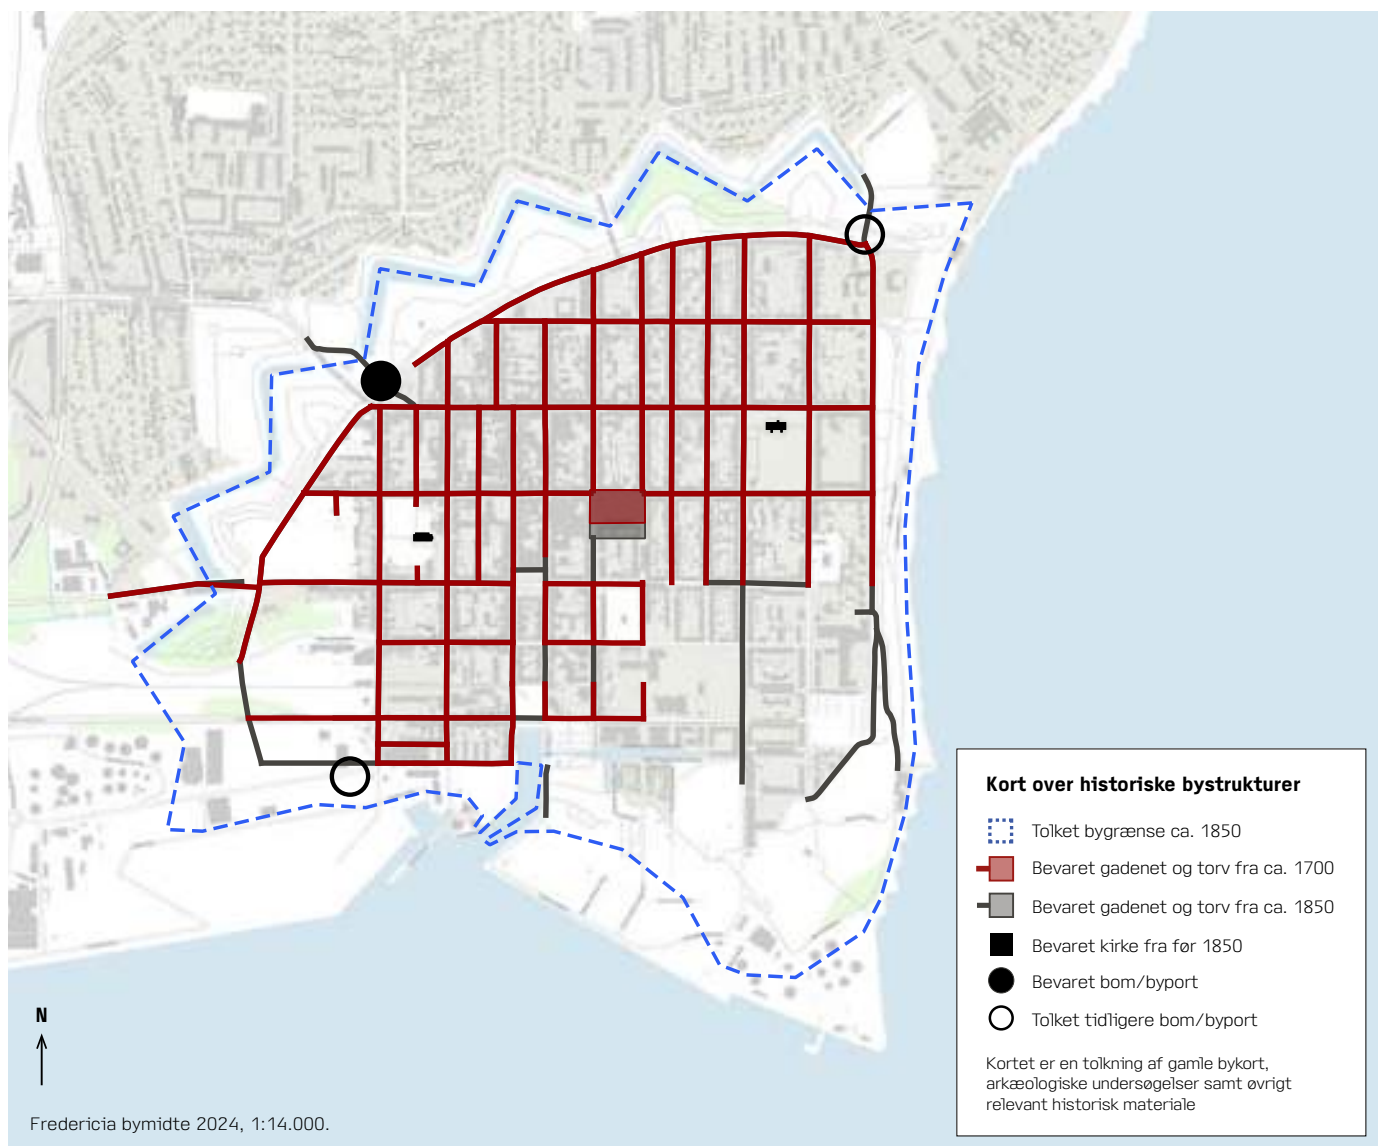 Kort over historiske bystrukturer
Tolket bygrænse ca. 1850
Bevaret gadenet og torv fra ca. 1700
Bevaret gadenet og torv fra ca. 1850
Bevaret kirke fra før 1850
Bevaret bom/byport
Tolket tidligere bom/byport
Kortet er en tolkning af gamle bykort,
arkæologiske undersøgelser samt øvrigt
relevant historisk materiale
N
Fredericia bymidte 2024, 1:14.000.